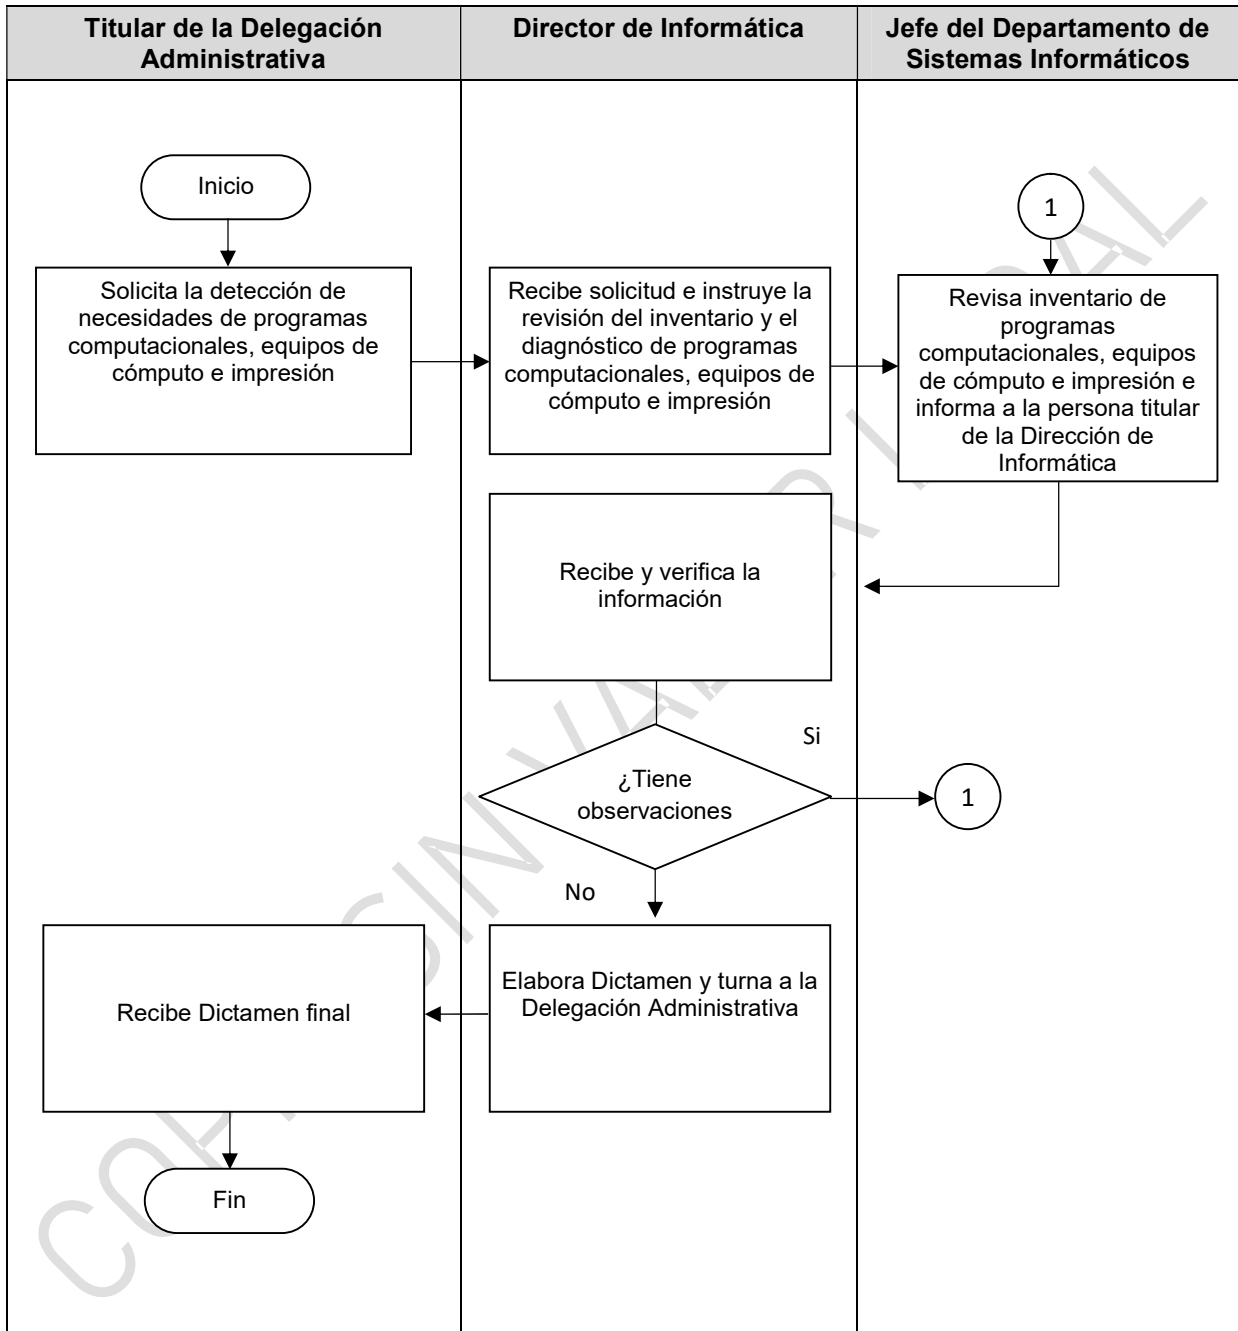 Titular de la Delegación
Administrativa
Director de Informática
Jefe del Departamento de
Sistemas Informáticos
Inicio
1
Solicita la detección de
necesidades de programas
computacionales, equipos de
cómputo e impresión
Recibe solicitud e instruye la
revisión del inventario y el
diagnóstico de programas
computacionales, equipos de
cómputo e impresión
Revisa inventario de
programas
computacionales, equipos
de cómputo e impresión e
informa a la persona titular
de la Dirección de
Informática
Recibe y verifica la
información
Si
¿Tiene
observaciones
1
No
Recibe Dictamen final
Elabora Dictamen y turna a la
Delegación Administrativa
Fin